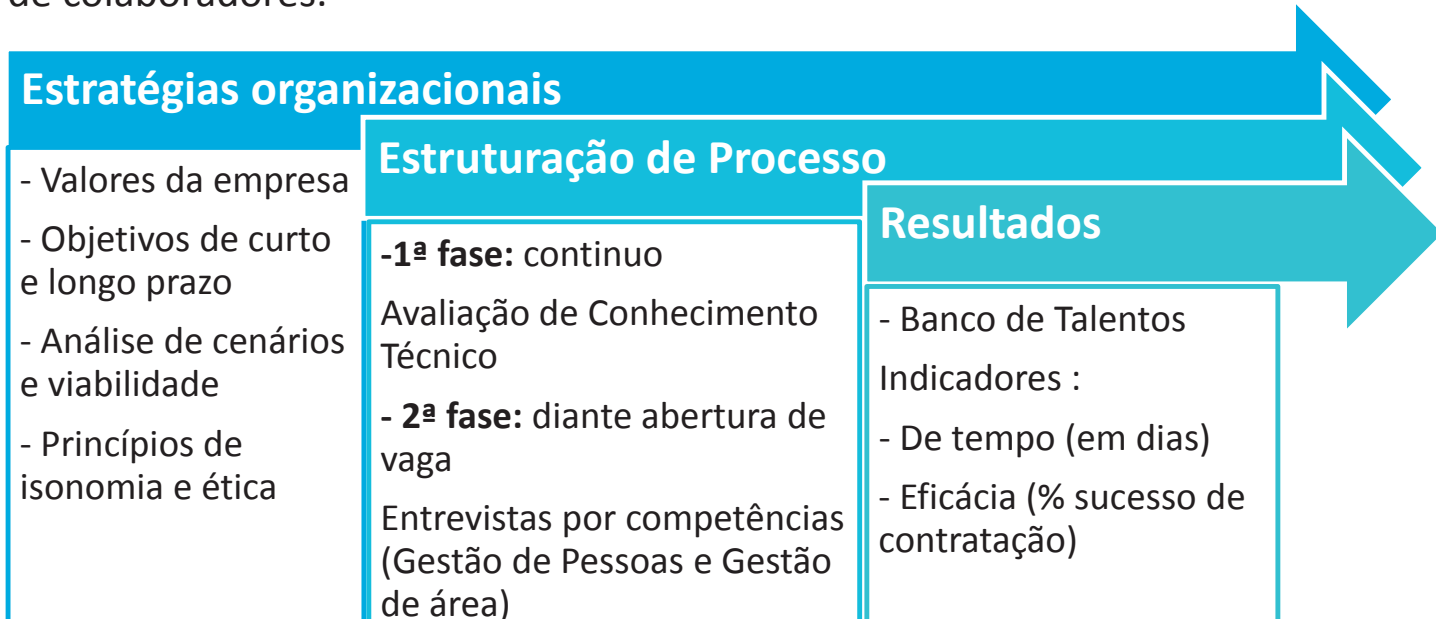 de colaboradores.
Estratégias organizacionais
- Valores da empresa
- Objetivos de curto
e longo prazo
- Análise de cenários
e viabilidade
- Princípios de
isonomia e ética
Estruturação de Processo
-1ª fase: continuo
Avaliação de Conhecimento
Técnico
- 2ª fase: diante abertura de
vaga
Entrevistas por competências
(Gestão de Pessoas e Gestão
de área)
Resultados
- Banco de Talentos
Indicadores :
- De tempo (em dias)
- Eficácia (% sucesso de
contratação)